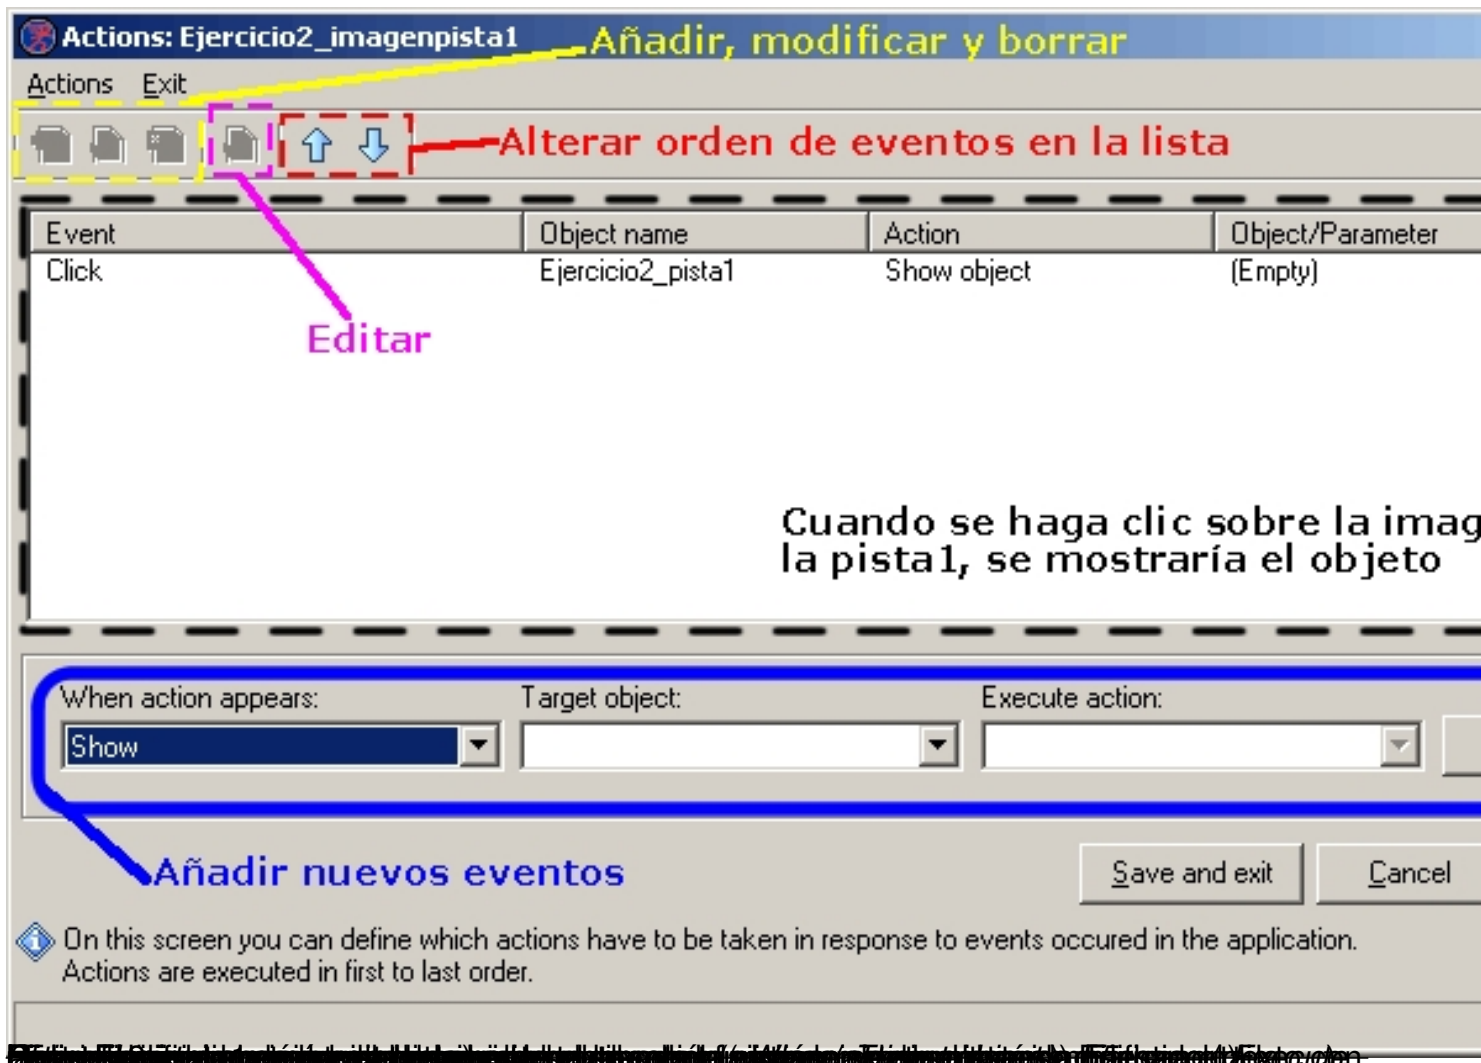 Actions: Ejercicio2_imagenpista1
Añadir, modificar y borrar
Actions Exit
Alterar orden de eventos en la lista
Event Object name Action Object/Parameter
Click Ejercicio2_pista1 Show object (Empty)
Editar
Cuando se haga clic sobre la imag
la pista1, se mostraría el objeto
When action appears: Target object: Execute action:
Show
Añadir nuevos eventos
Save and exit Cancel
On this screen you can define which actions have to be taken in response to events occured in the application.
Actions are executed in first to last order.